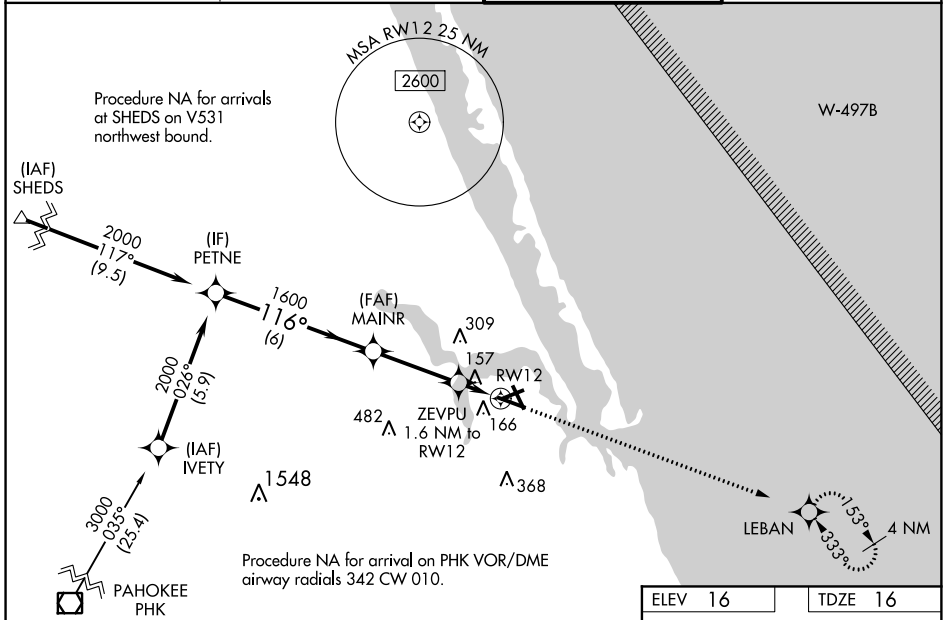 MSA RW12 25 NM
2600
W-497B
Procedure NA for arrivals
at SHEDS on V531
northwest bound.
(IAF)
SHEDS
2000
117°
(9.5)
(IF)
PETNE
1600
116°
(6)
(FAF)
MAINR
309
157
RW12
2000
026°
(5.9)
482
ZEVPU
1.6 NM to
RW12
166
(IAF)
IVETY
1548
368
3000
035°
(25.4)
LEBAN
153°
333°
4 NM
Procedure NA for arrival on PHK VOR/DME
airway radials 342 CW 010.
PAHOKEE
PHK
ELEV 16
TDZE 16